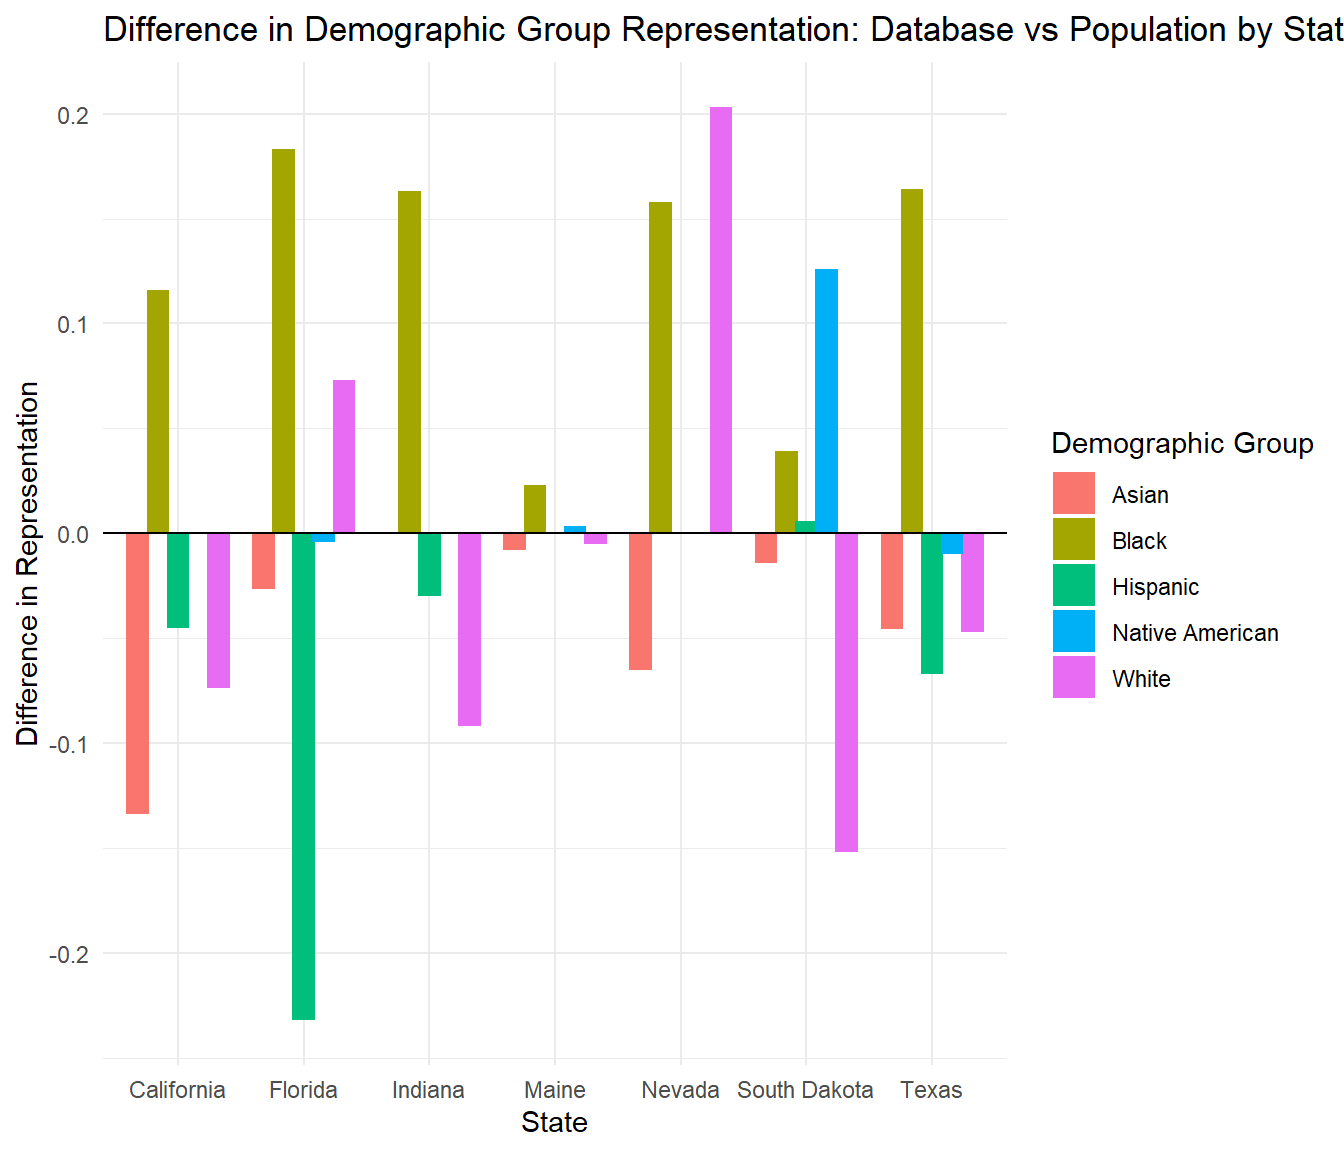 Difference in Demographic Group Representation: Database vs Population by Stat
0.2
0.1
0.0
-0.1
-0.2
Difference in Representation
California
Florida
Indiana
Maine
Nevada
South Dakota
Texas
State
Demographic Group
Asian
Black
Hispanic
Native American
White